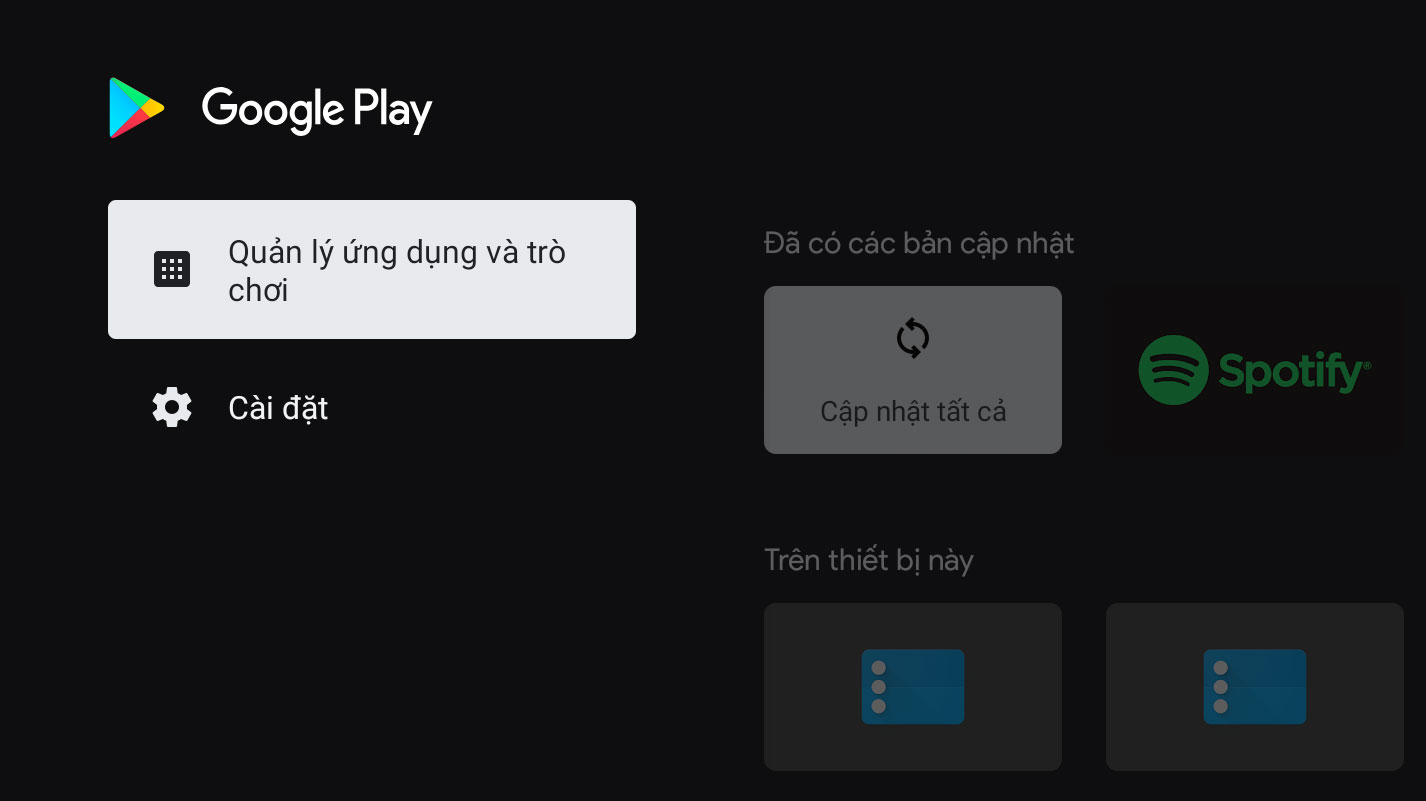 Google Play
Quản lý ứng dụng và trò
chơi
Cài đặt
Đã có các bản cập nhật
Cập nhật tất cả
Spotify®
Trên thiết bị này